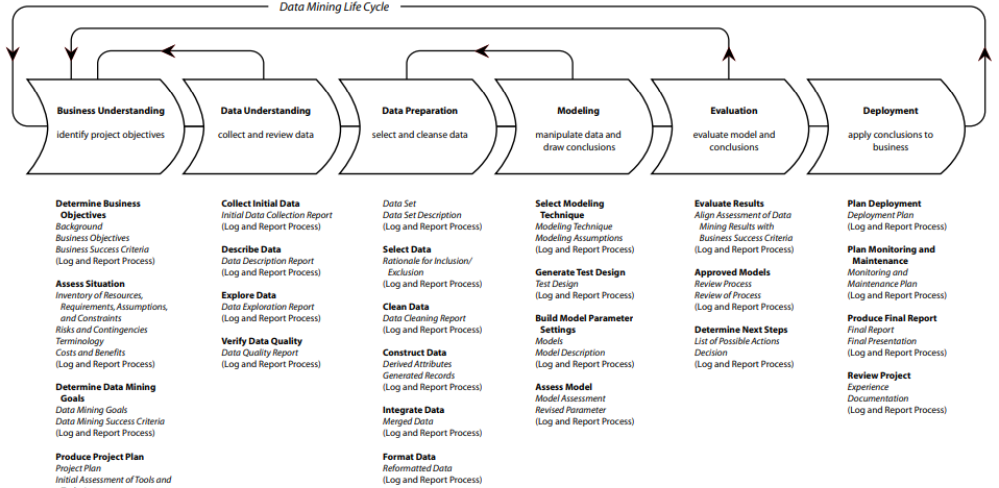 Data Mining Life Cycle
Business Understanding
identify project objectives
Data Understanding
collect and review data
Data Preparation
select and cleanse data
Modeling
manipulate data and
draw conclusions
Evaluation
evaluate model and
conclusions
Deployment
apply conclusions to
business
Determine Business
Objectives
Background
Business Objectives
Business Success Criteria
(Log and Report Process)
Assess Situation
Inventory of Resources,
Requirements, Assumptions,
and Constraints
Risks and Contingencies
Terminology
Costs and Benefits
(Log and Report Process)
Determine Data Mining
Goals
Data Mining Goals
Data Mining Success Criteria
(Log and Report Process)
Produce Project Plan
Project Plan
Initial Assessment of Tools and
Collect Initial Data
Initial Data Collection Report
(Log and Report Process)
Describe Data
Data Description Report
(Log and Report Process)
Explore Data
Data Exploration Report
(Log and Report Process)
Verify Data Quality
Data Quality Report
(Log and Report Process)
Data Set
Data Set Description
(Log and Report Process)
Select Data
Rationale for Inclusion/
Exclusion
(Log and Report Process)
Clean Data
Data Cleaning Report
(Log and Report Process)
Construct Data
Derived Attributes
Generated Records
(Log and Report Process)
Integrate Data
Merged Data
(Log and Report Process)
Format Data
Reformatted Data
(Log and Report Process)
Select Modeling
Technique
Modeling Technique
Modeling Assumptions
(Log and Report Process)
Generate Test Design
Test Design
(Log and Report Process)
Build Model Parameter
Settings
Models
Model Description
(Log and Report Process)
Assess Model
Model Assessment
Revised Parameter
(Log and Report Process)
Evaluate Results
Align Assessment of Data
Mining Results with
Business Success Criteria
(Log and Report Process)
Approved Models
Review Process
Review of Process
(Log and Report Process)
Determine Next Steps
List of Possible Actions
Decision
(Log and Report Process)
Plan Deployment
Deployment Plan
(Log and Report Process)
Plan Monitoring and
Maintenance
Monitoring and
Maintenance Plan
(Log and Report Process)
Produce Final Report
Final Report
Final Presentation
(Log and Report Process)
Review Project
Experience
Documentation
(Log and Report Process)